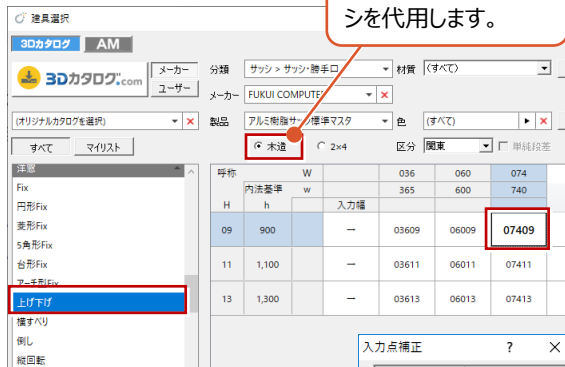 シを代用します。
建具選択
3Dカタログ AM
3Dカタログ.com メーカー
ユーザー
(オリジナルカタログを選択)
すべて マイリスト
分類 サッシ > サッシ・勝手口 材質 (すべて)
メーカー FUKUI COMPUTE
製品 アルミ樹脂サッシ標準マスタ 色 (すべて)
木造 2×4 区分 関東 単純段差
洋窓
Fix
円形Fix
菱形Fix
5角形Fix
台形Fix
アーチ形Fix
上げ下げ
横すべり
倒し
縦回転
呼称 W 036 060 074
内法基準 w 365 600 740
H h 入力幅
09 900 → 03609 06009 07409
11 1,100 → 03611 06011 07411
13 1,300 → 03613 06013 07413
入力点補正 ? ×